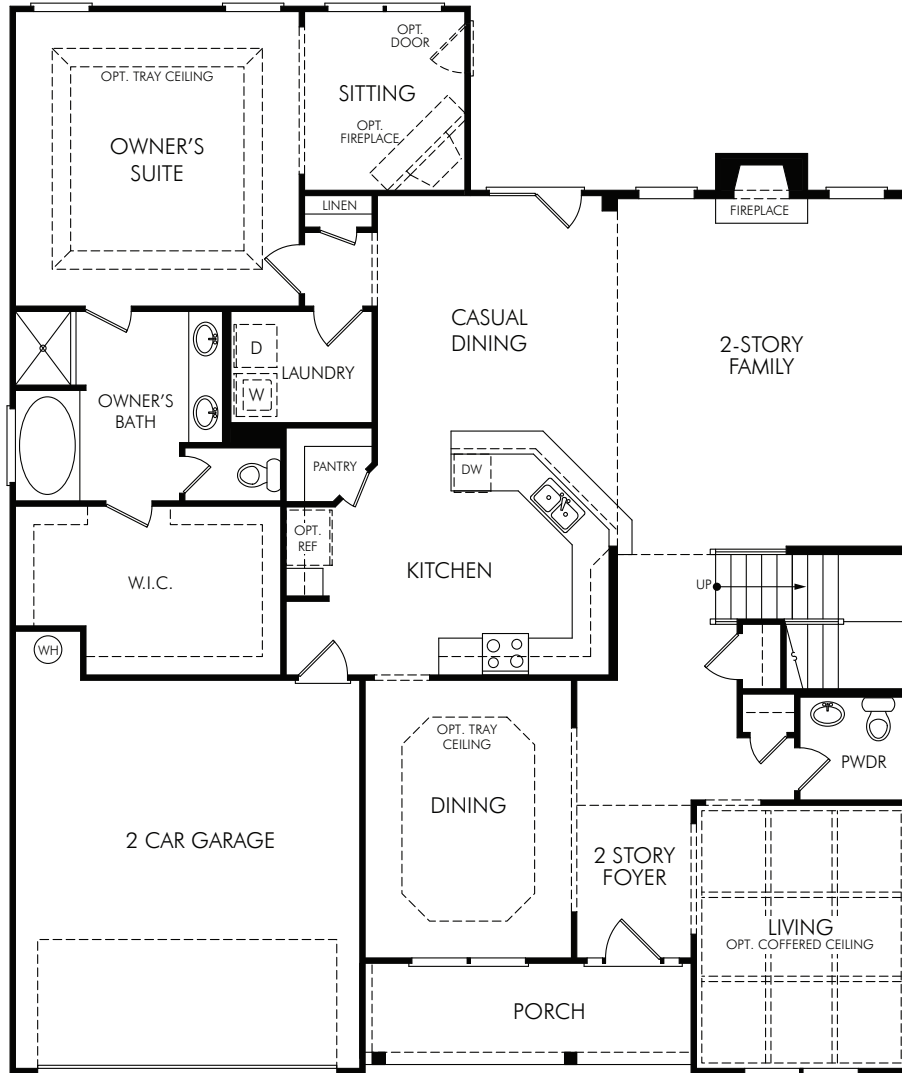 OPT.
DOOR
OPT. TRAY CEILING
SITTING
OPT.
FIREPLACE
OWNER'S
SUITE
LINEN
FIREPLACE
CASUAL
DINING
2-STORY
FAMILY
D
LAUNDRY
W
OWNER'S
BATH
PANTRY
DW
OPT.
REF
KITCHEN
W.I.C.
UP
WH
OPT. TRAY
CEILING
PWDR
DINING
2 CAR GARAGE
2 STORY
FOYER
LIVING
OPT. COFFERED CEILING
PORCH